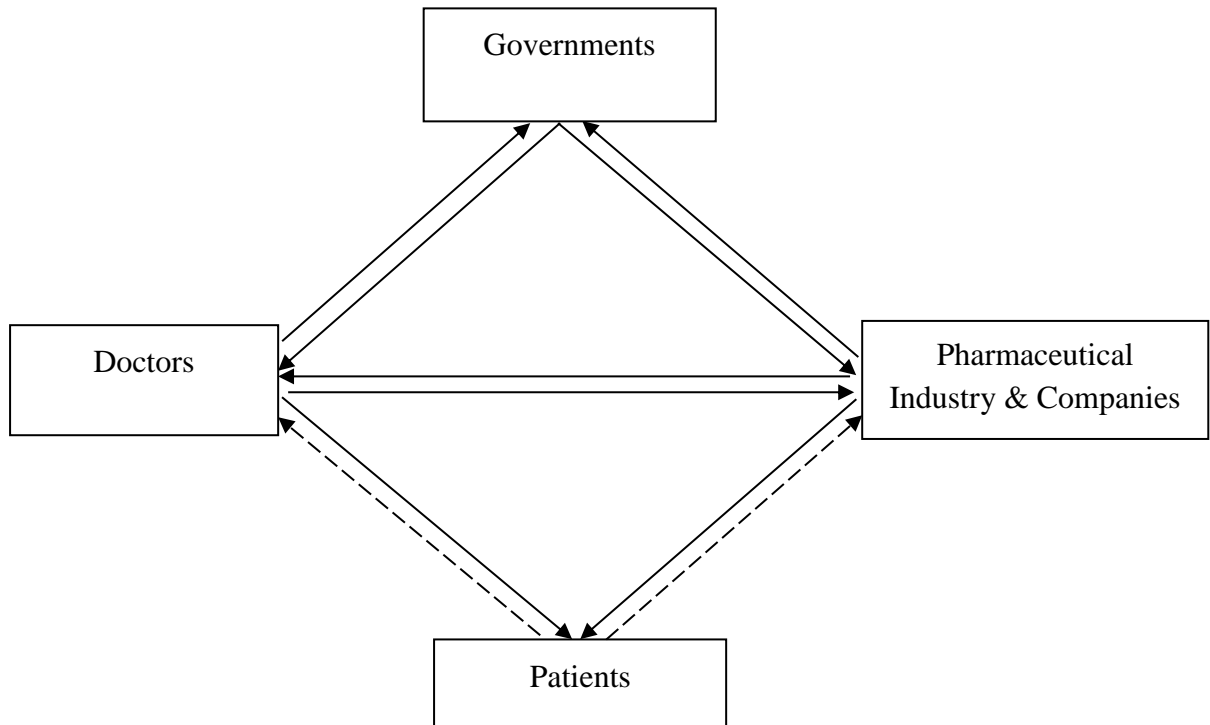 Governments
Doctors
Pharmaceutical
Industry & Companies
Patients